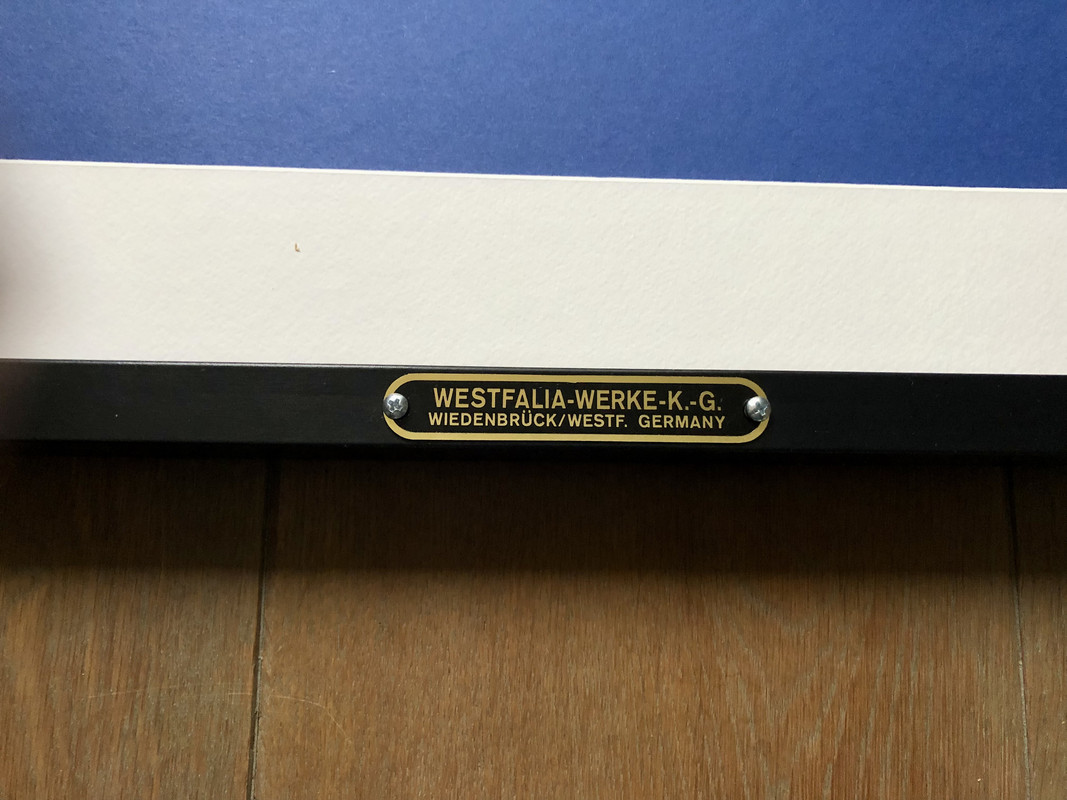 WESTFALIA-WERKE-K.-G.
WIEDENBRÜCK/WESTF. GERMANY